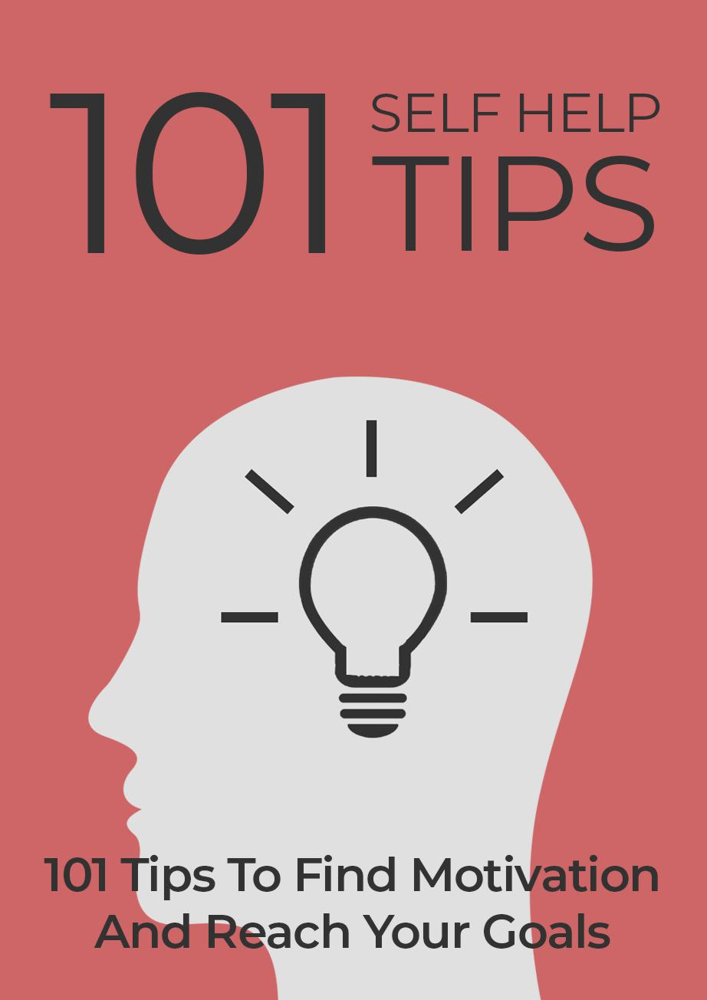 101 SELF HELP
TIPS
101 Tips To Find Motivation
And Reach Your Goals